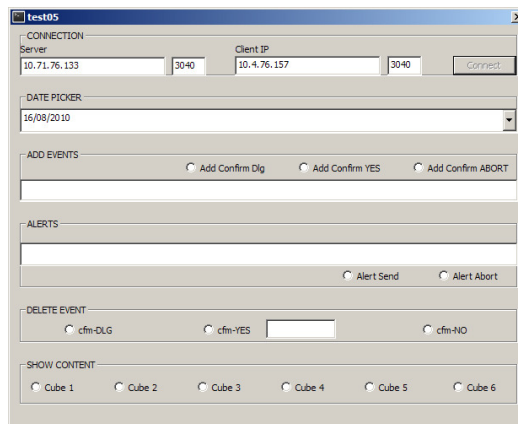 test05
CONNECTION
Server Client IP
10.71.76.133 3040 10.4.76.157 3040 Connect
DATE PICKER
16/08/2010
ADD EVENTS
Add Confirm Dlg Add Confirm YES Add Confirm ABORT
ALERTS
Alert Send Alert Abort
DELETE EVENT
cfm-DLG cfm-YES cfm-NO
SHOW CONTENT
Cube 1 Cube 2 Cube 3 Cube 4 Cube 5 Cube 6